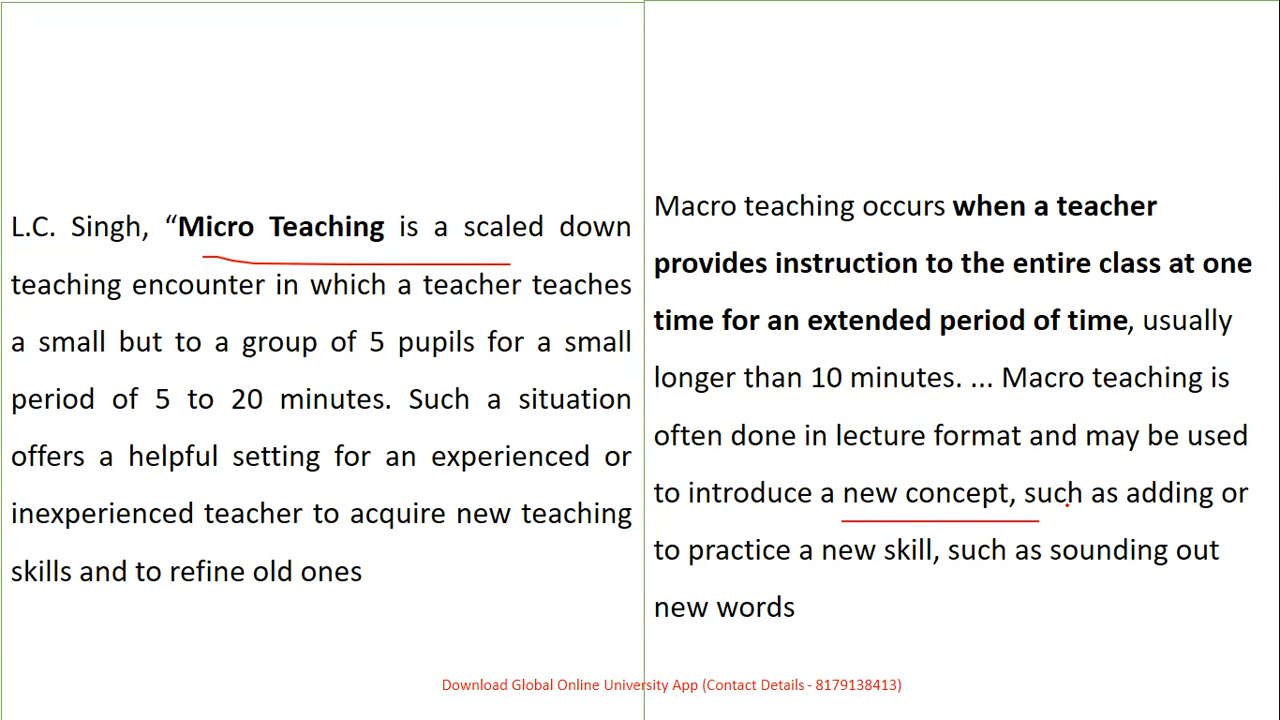 L.C. Singh, “Micro Teaching is a scaled down
teaching encounter in which a teacher teaches
a small but to a group of 5 pupils for a small
period of 5 to 20 minutes. Such a situation
offers a helpful setting for an experienced or
inexperienced teacher to acquire new teaching
skills and to refine old ones
Macro teaching occurs when a teacher
provides instruction to the entire class at one
time for an extended period of time, usually
longer than 10 minutes. ... Macro teaching is
often done in lecture format and may be used
to introduce a new concept, such as adding or
to practice a new skill, such as sounding out
new words
Download Global Online University App (Contact Details - 8179138413)